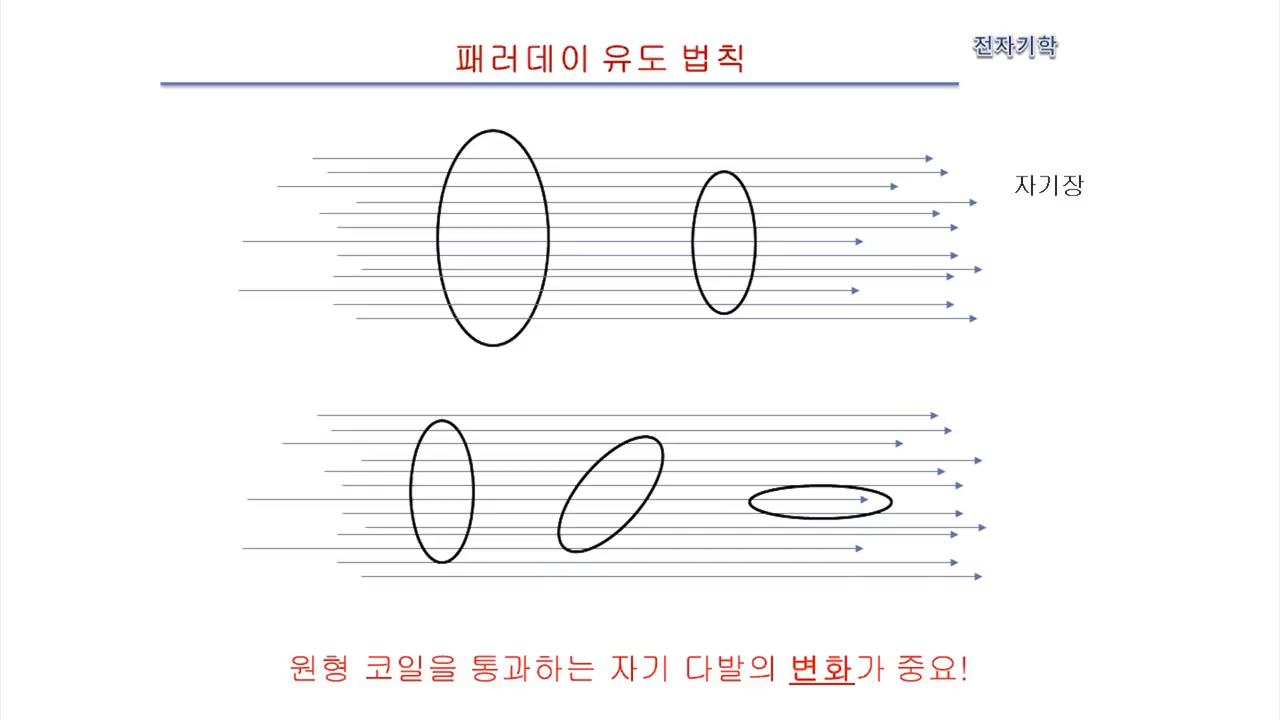 패러데이 유도 법칙
전자기학
자기장
원형 코일을 통과하는 자기 다발의 변화가 중요!